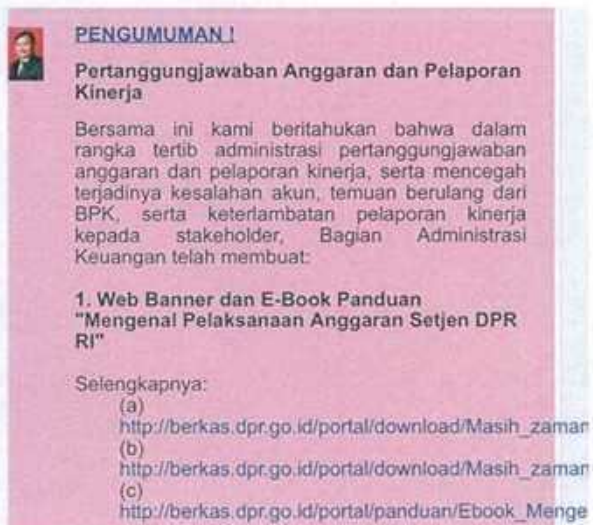 PENGUMUMAN !
Pertanggungjawaban Anggaran dan Pelaporan
Kinerja
Bersama ini kami beritahukan bahwa dalam
rangka tertib administrasi pertanggungjawaban
anggaran dan pelaporan kinerja, serta mencegah
terjadinya kesalahan akun, temuan berulang dari
BPK, serta keterlambatan pelaporan kinerja
kepada stakeholder, Bagian Administrasi
Keuangan telah membuat:
1. Web Banner dan E-Book Panduan
"Mengenal Pelaksanaan Anggaran Setjen DPR
RI"
Selengkapnya:
(a)
http://berkas.dpr.go.id/portal/download/Masih_zaman
(b)
http://berkas.dpr.go.id/portal/download/Masih_zaman
(c)
http://berkas.dpr.go.id/portal/panduan/Ebook_Menge